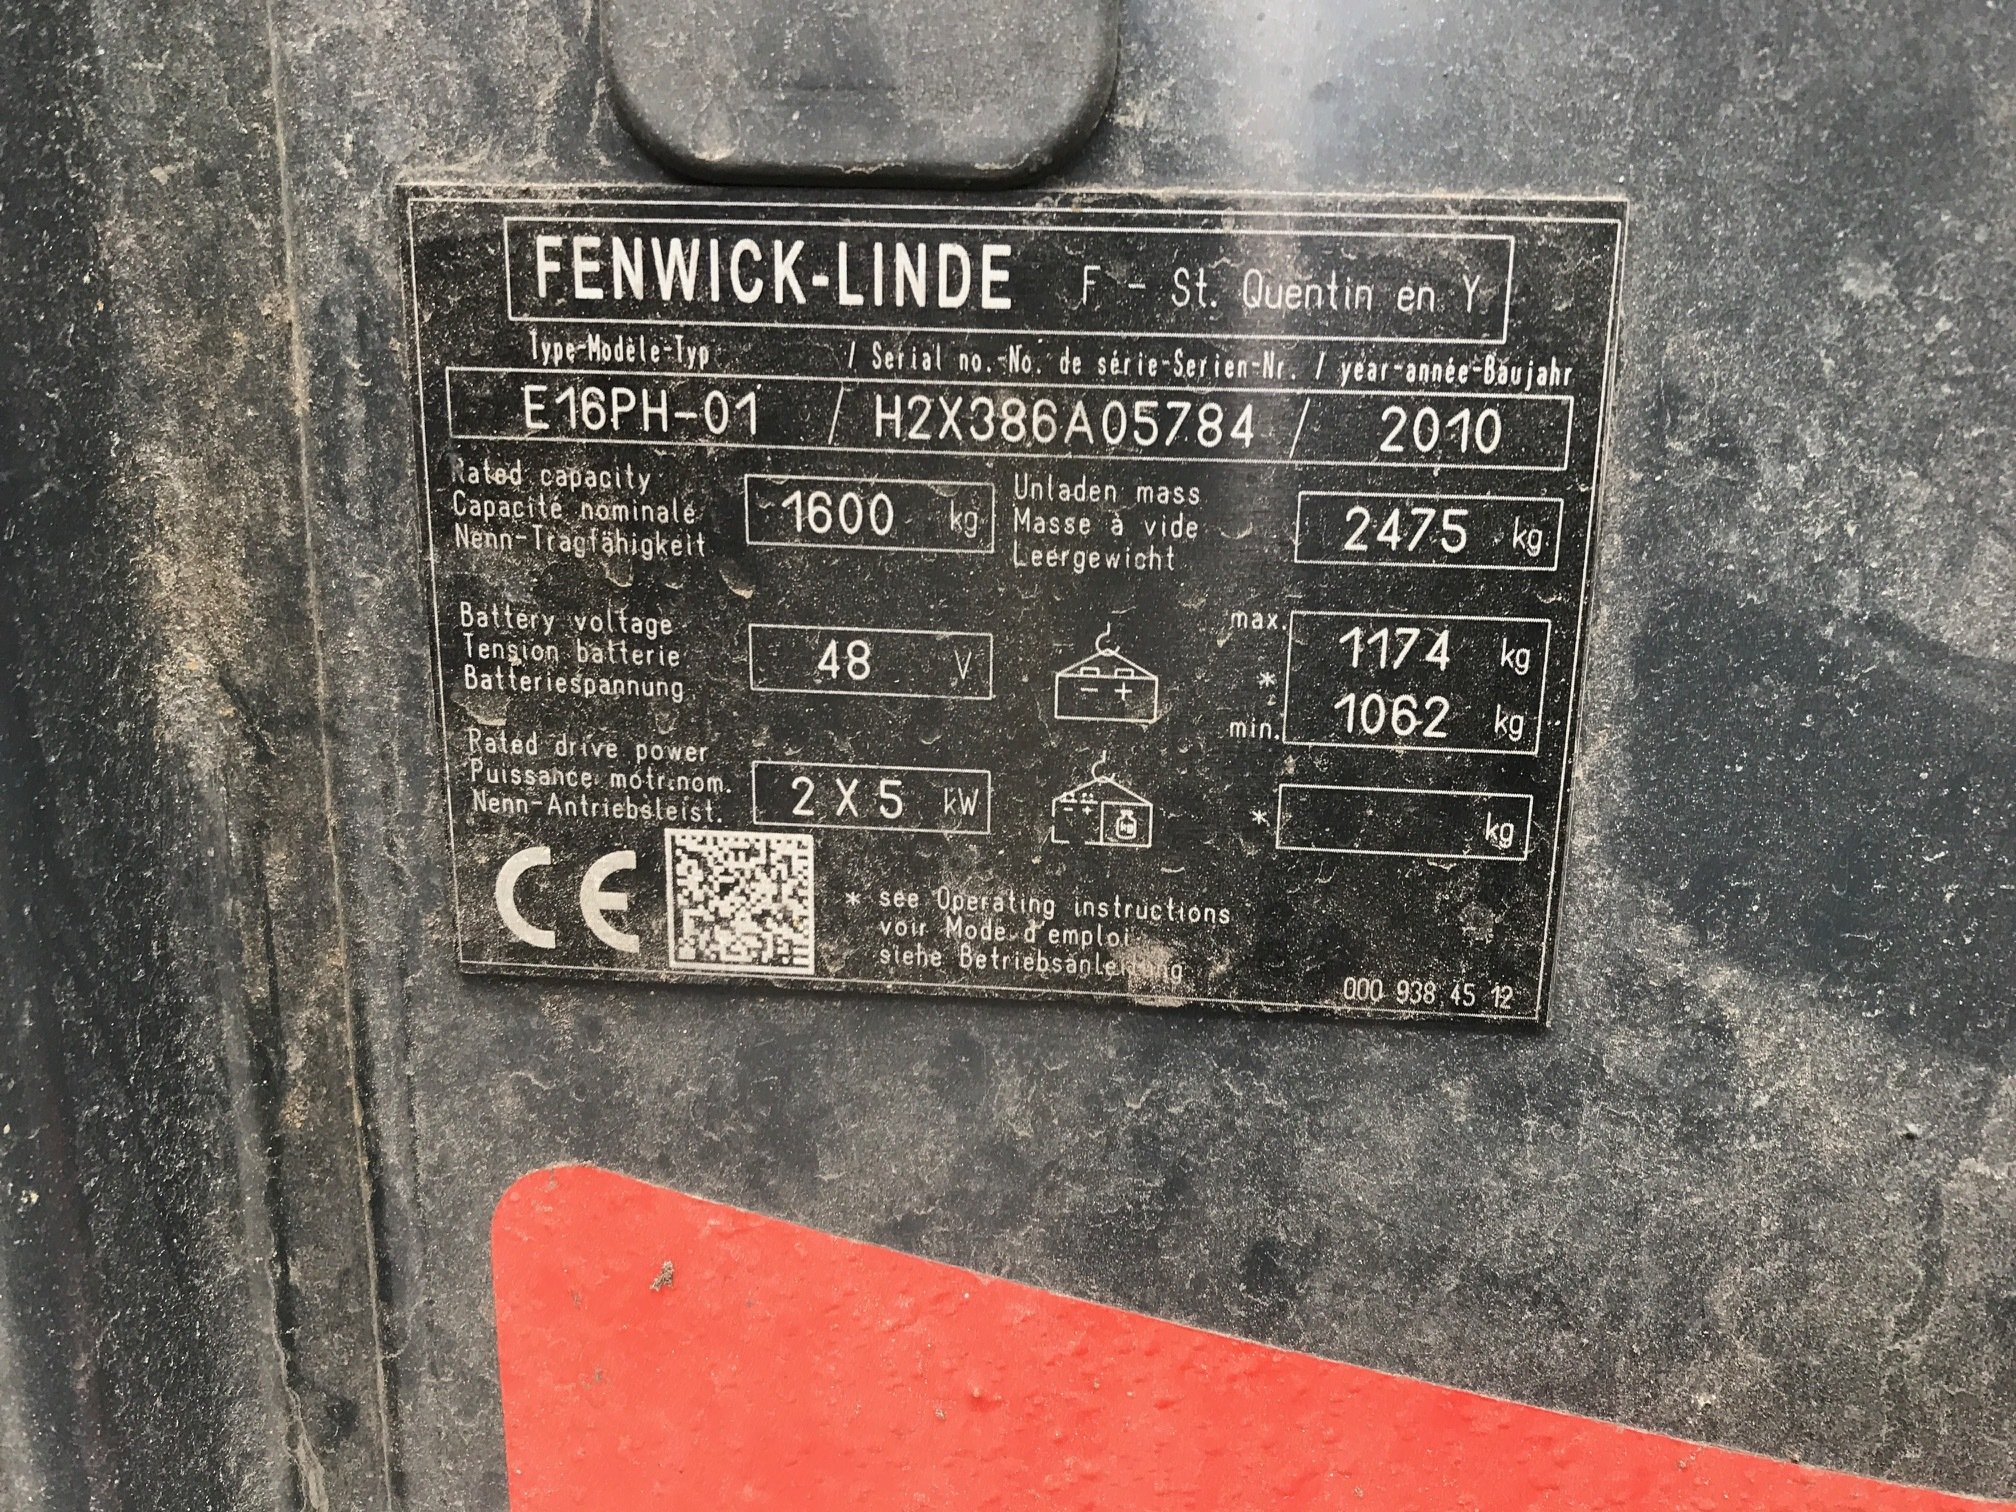 FENWICK-LINDE F - St. Quentin en Y
Type-Modèle-Typ / Serial no.-No. de série-Serien-Nr. / year-année-Baujahr
E16PH-01 / H2X386A05784 / 2010
Rated capacity
Capacité nominale
Nenn-Tragfähigkeit
1600 kg
Unladen mass
Masse à vide
Leergewicht
2475 kg
Battery voltage
Tension batterie
Batteriespannung
48 V
- +
max. 1174 kg
*
min. 1062 kg
Rated drive power
Puissance motr.nom.
Nenn-Antriebsleist.
2 X 5 kW
- + kg
* kg
CE
* see Operating instructions
voir Mode d'emploi
siehe Betriebsanleitung
000 938 45 12